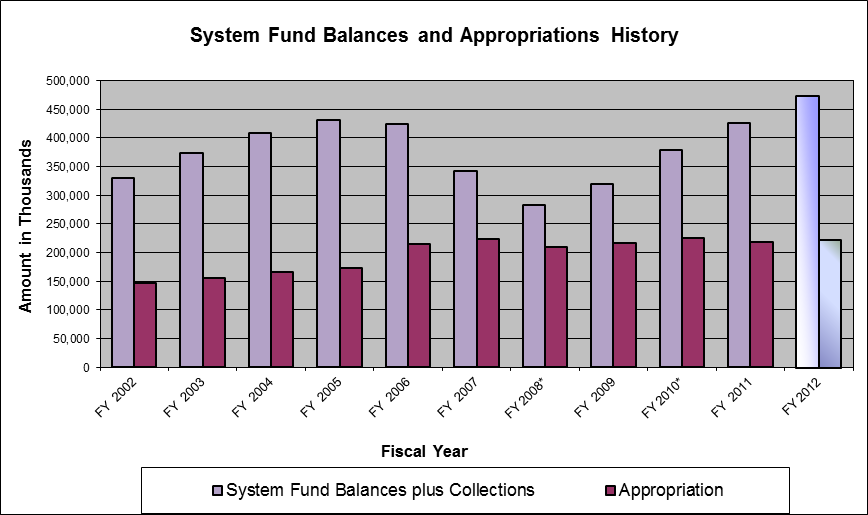 System Fund Balances and Appropriations History
Amount in Thousands
500,000
450,000
400,000
350,000
300,000
250,000
200,000
150,000
100,000
50,000
0
FY 2002
FY 2003
FY 2004
FY 2005
FY 2006
FY 2007
FY 2008*
FY 2009
FY 2010*
FY 2011
FY 2012
Fiscal Year
System Fund Balances plus Collections
Appropriation